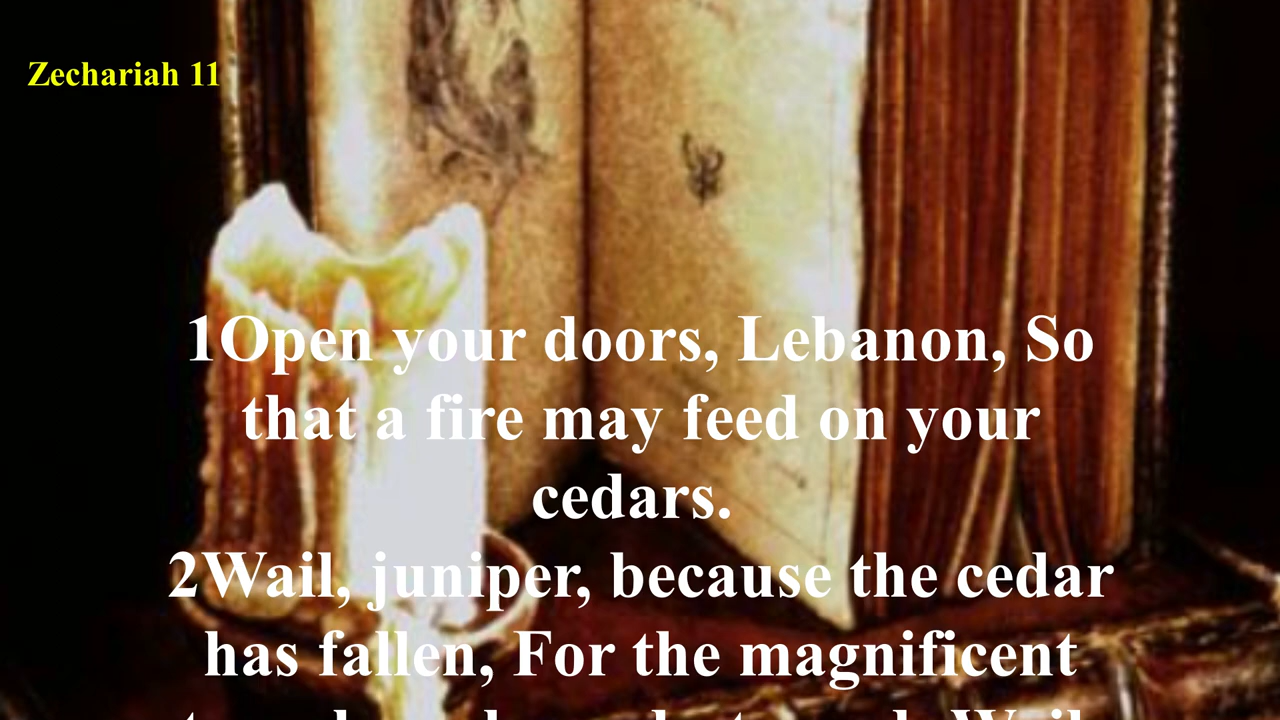 Zechariah 11
1Open your doors, Lebanon, So
that a fire may feed on your
cedars.
2Wail, juniper, because the cedar
has fallen, For the magnificent